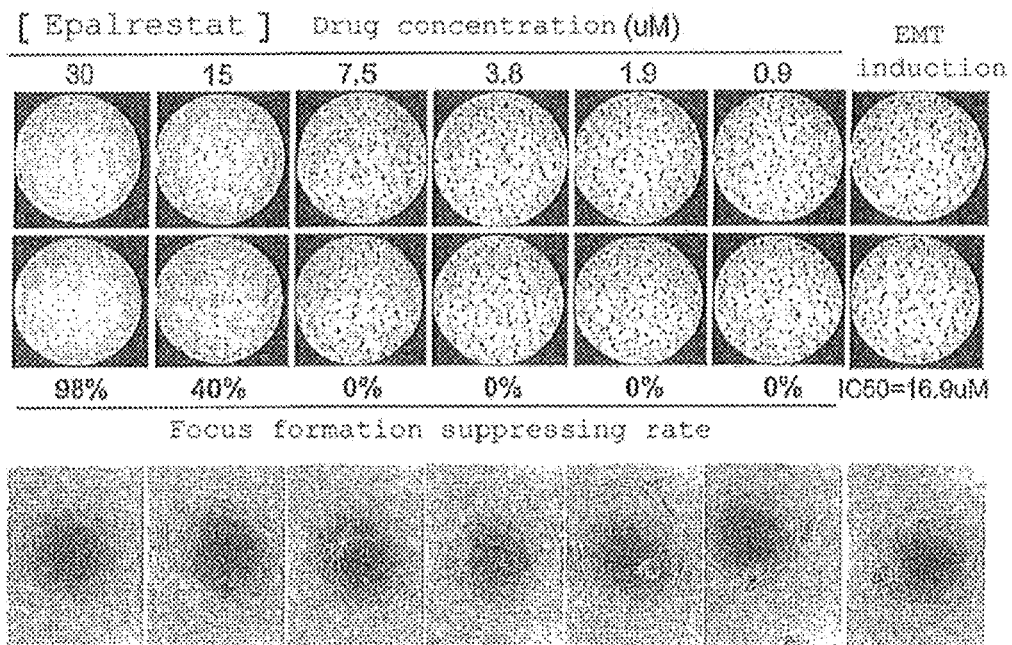 [ Epalrestat ] Drug concentration (uM)
EMT
induction
30 15 7.5 3.8 1.9 0.9
98% 40% 0% 0% 0% 0% IC50=16.9uM
Focus formation suppressing rate